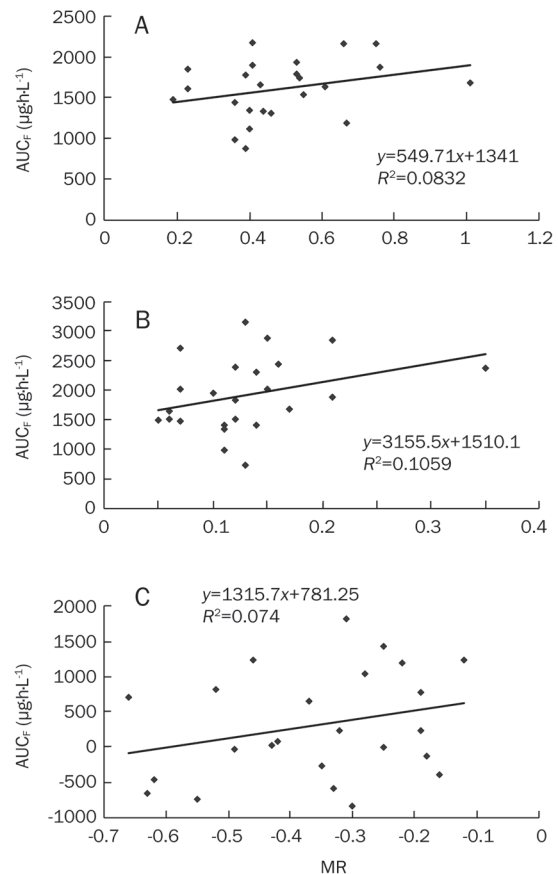 A
2500
2000
1500
1000
500
0
AUCF (µg·h·L-1)
y=549.71x+1341
R2=0.0832
0 0.2 0.4 0.6 0.8 1 1.2
B
3500
3000
2500
2000
1500
1000
500
0
AUCF (µg·h·L-1)
y=3155.5x+1510.1
R2=0.1059
0 0.1 0.2 0.3 0.4
C
y=1315.7x+781.25
R2=0.074
2000
1500
1000
500
0
-500
-1000
AUCF (µg·h·L-1)
-0.7 -0.6 -0.5 -0.4 -0.3 -0.2 -0.1 0
MR